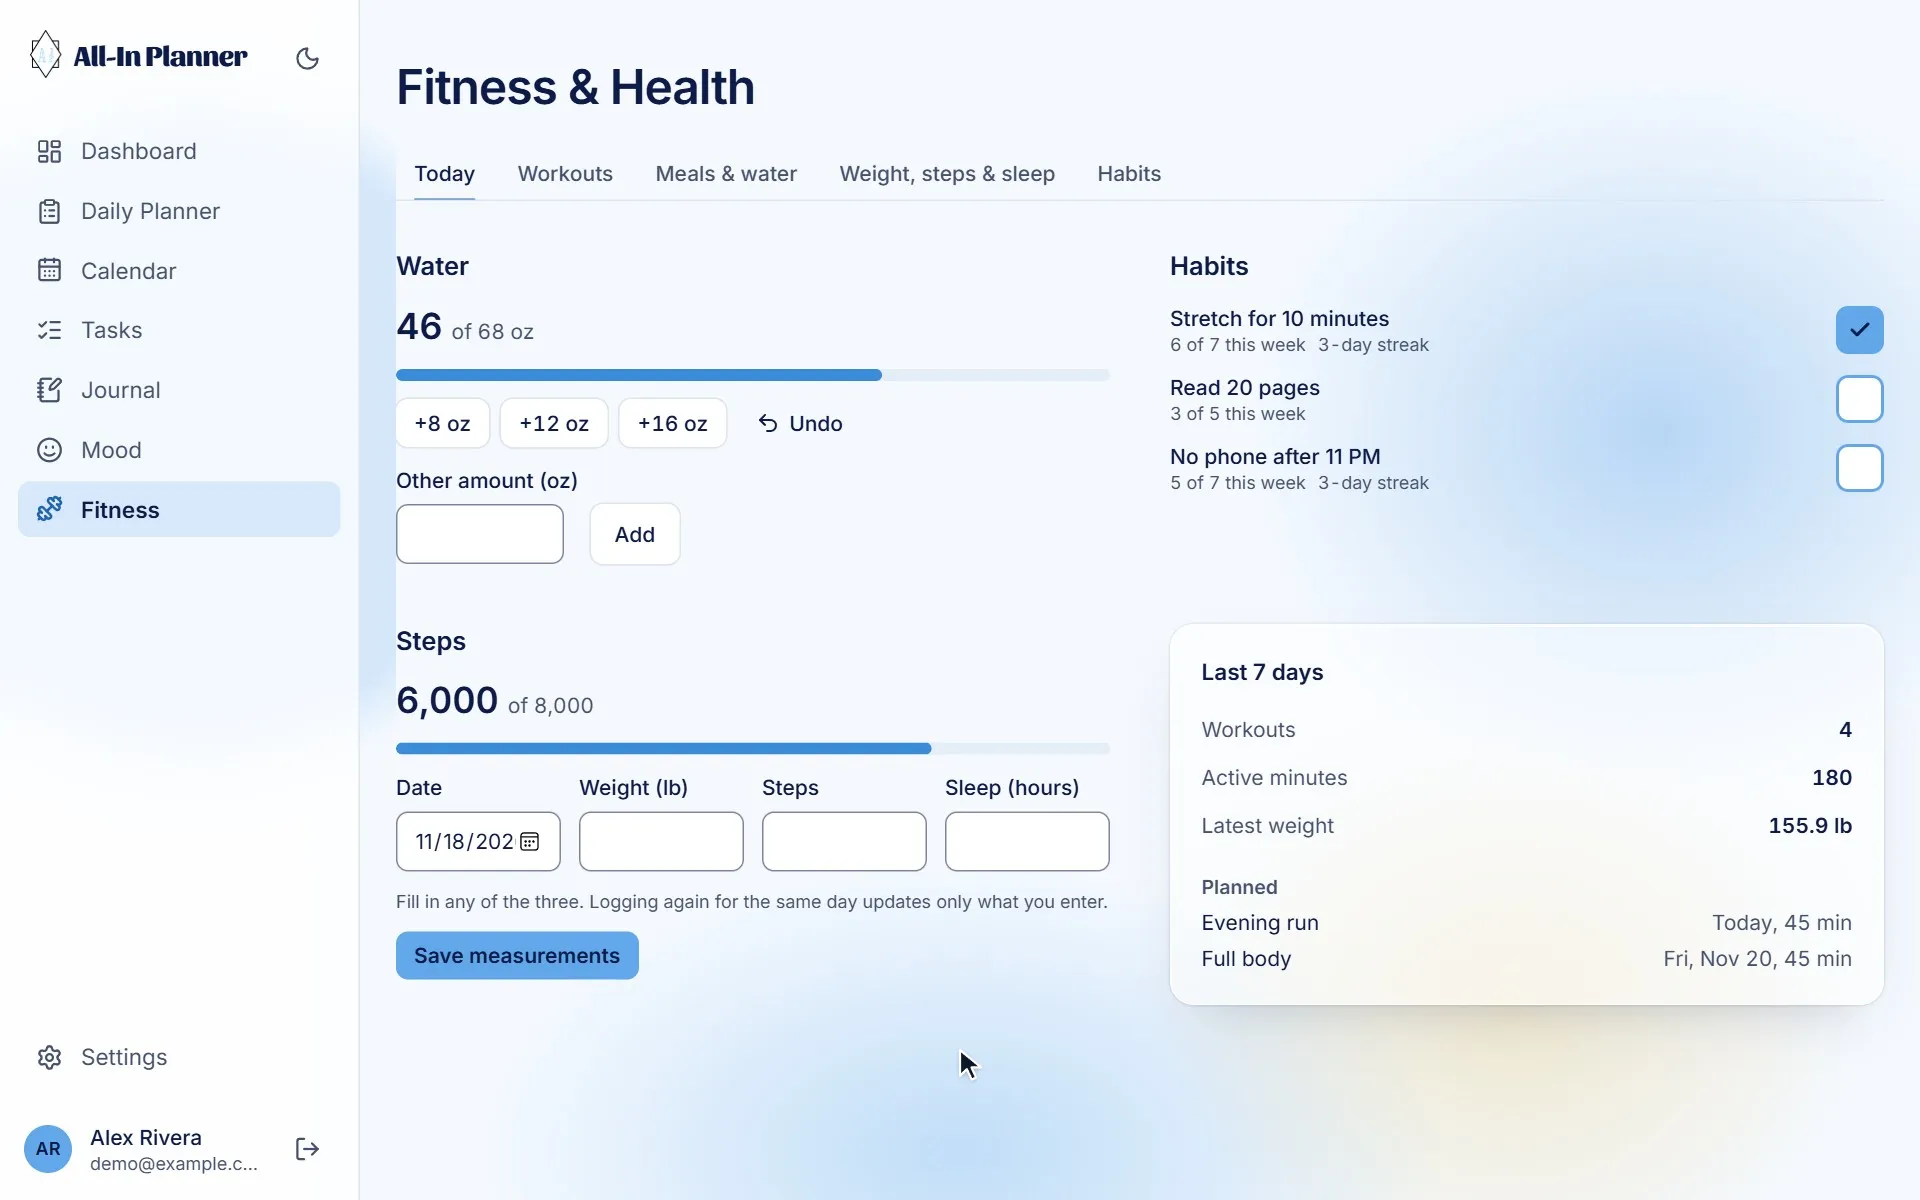 All-In Planner
Dashboard
Daily Planner
Calendar
Tasks
Journal
Mood
Fitness
Settings
AR
Alex Rivera
demo@example.c...
Fitness & Health
Today
Workouts
Meals & water
Weight, steps & sleep
Habits
Water
46 of 68 oz
+8 oz
+12 oz
+16 oz
Undo
Other amount (oz)
Add
Steps
6,000 of 8,000
Date
Weight (lb)
Steps
Sleep (hours)
11/18/202
Fill in any of the three. Logging again for the same day updates only what you enter.
Save measurements
Habits
Stretch for 10 minutes
6 of 7 this week 3-day streak
Read 20 pages
3 of 5 this week
No phone after 11 PM
5 of 7 this week 3-day streak
Last 7 days
Workouts 4
Active minutes 180
Latest weight 155.9 lb
Planned
Evening run Today, 45 min
Full body Fri, Nov 20, 45 min